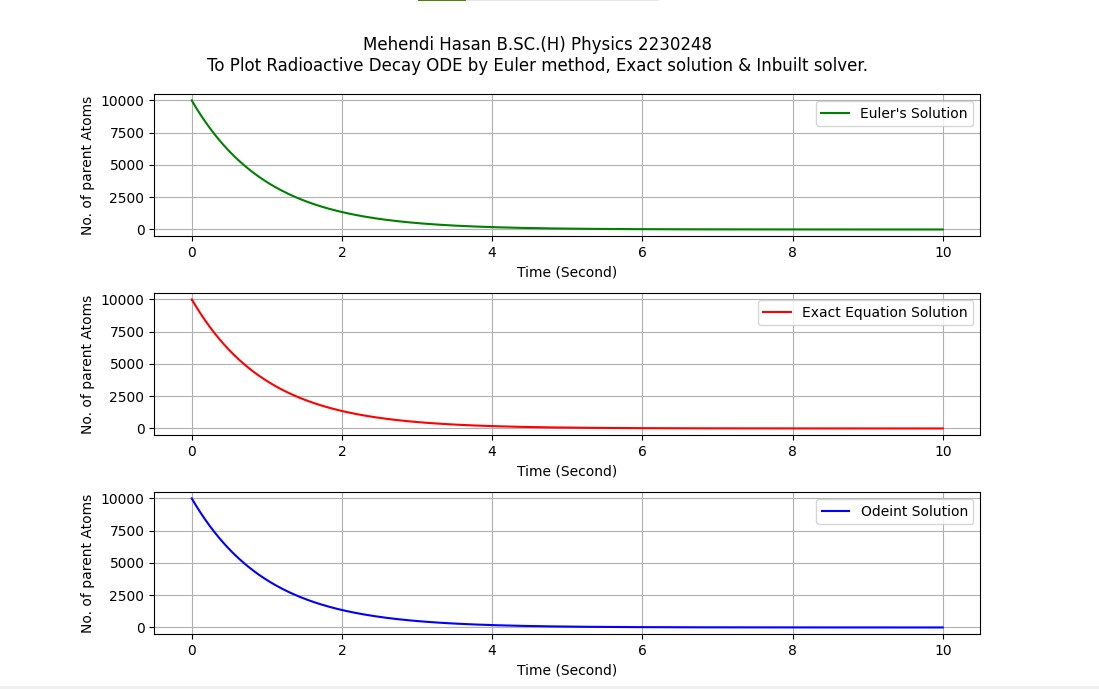 Mehendi Hasan B.SC.(H) Physics 2230248
To Plot Radioactive Decay ODE by Euler method, Exact solution & Inbuilt solver.
No. of parent Atoms
10000
7500
5000
2500
0
Euler's Solution
0 2 4 6 8 10
Time (Second)
No. of parent Atoms
10000
7500
5000
2500
0
Exact Equation Solution
0 2 4 6 8 10
Time (Second)
No. of parent Atoms
10000
7500
5000
2500
0
Odeint Solution
0 2 4 6 8 10
Time (Second)